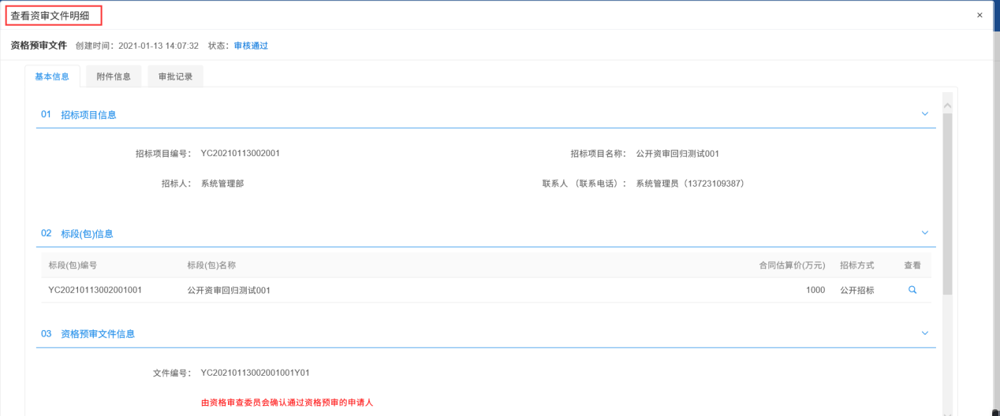 查看资审文件明细
×
资格预审文件 创建时间：2021-01-13 14:07:32 状态：审核通过
基本信息 附件信息 审批记录
01 招标项目信息
招标项目编号： YC20210113002001 招标项目名称： 公开资审回归测试001
招标人： 系统管理部 联系人 （联系电话）： 系统管理员（13723109387）
02 标段(包)信息
标段(包)编号 标段(包)名称 合同估算价(万元) 招标方式 查看
YC20210113002001001 公开资审回归测试001 1000 公开招标
03 资格预审文件信息
文件编号： YC20210113002001001Y01
由资格审查委员会确认通过资格预审的申请人